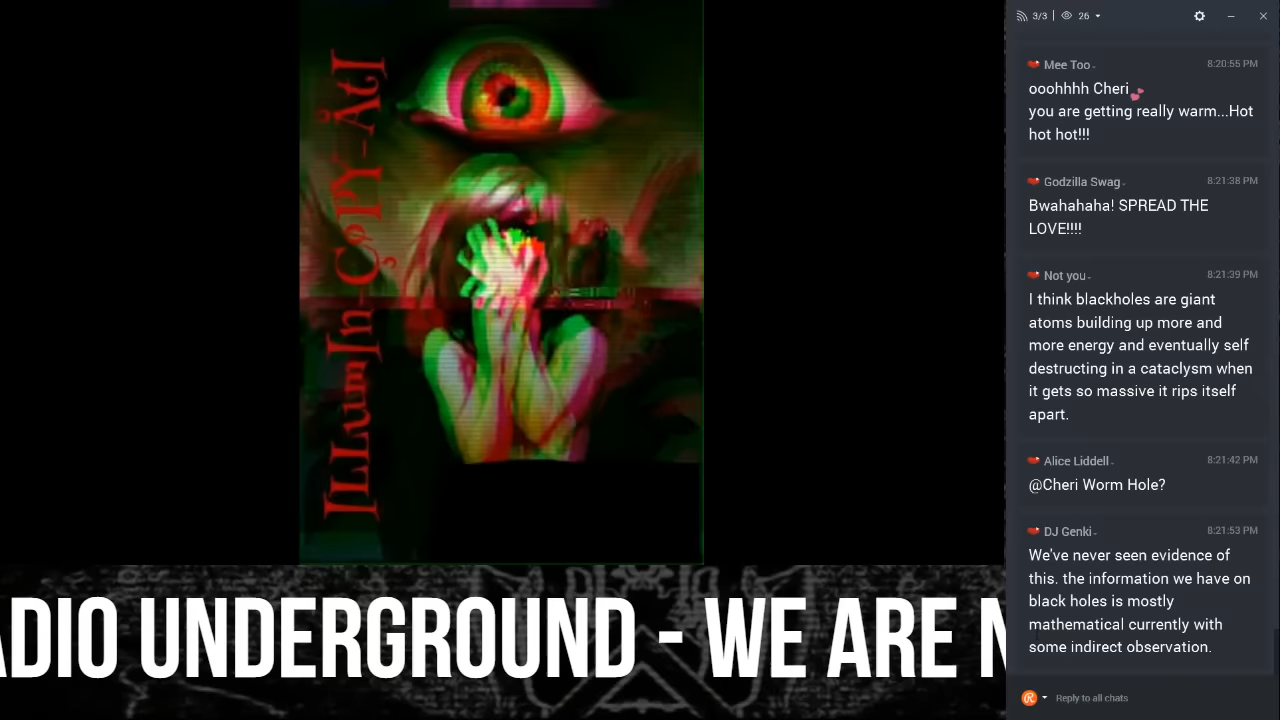 ILLumIn-ÇoPY-ÅtI
ADIO UNDERGROUND - WE ARE N
3/3
26
Mee Too
8:20:55 PM
ooohhhh Cheri
you are getting really warm...Hot
hot hot!!!
Godzilla Swag
8:21:38 PM
Bwahahaha! SPREAD THE
LOVE!!!!
Not you
8:21:39 PM
I think blackholes are giant
atoms building up more and
more energy and eventually self
destructing in a cataclysm when
it gets so massive it rips itself
apart.
Alice Liddell
8:21:42 PM
@Cheri Worm Hole?
DJ Genki
8:21:53 PM
We've never seen evidence of
this. the information we have on
black holes is mostly
mathematical currently with
some indirect observation.
Reply to all chats